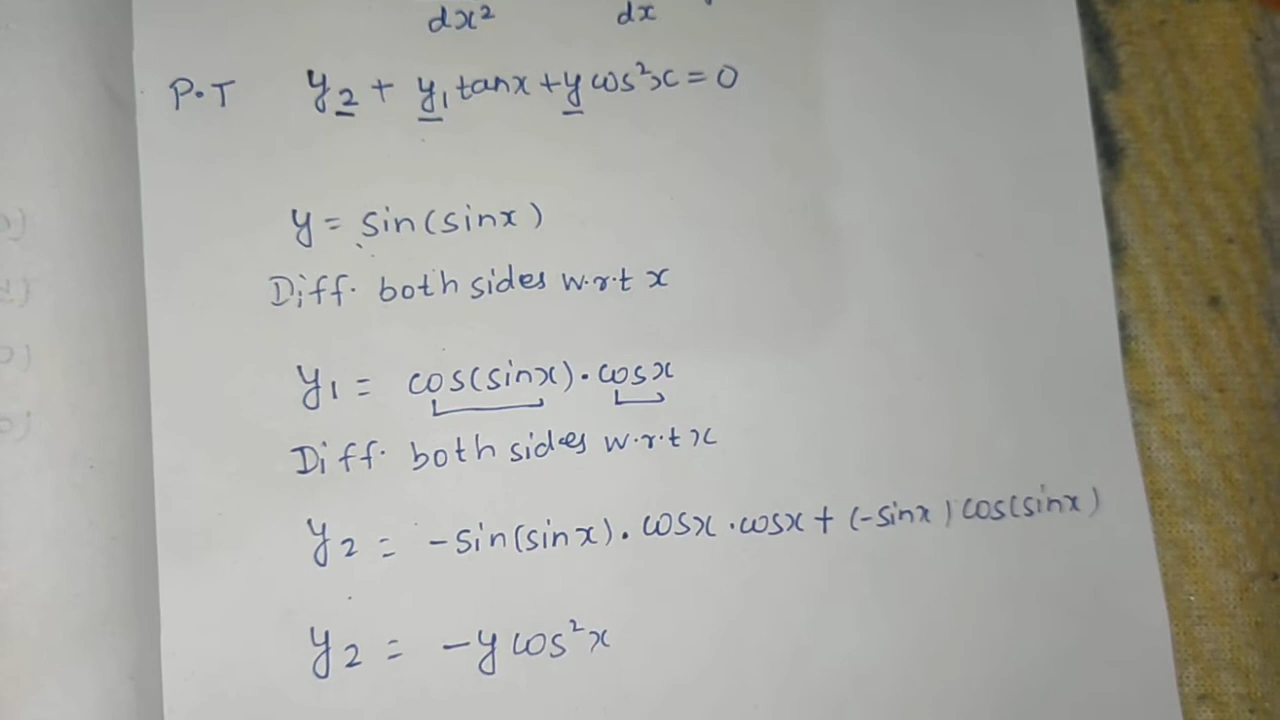 dx² dx
P.T y₂ + y₁ tanx + y cos²x = 0
y = sin(sinx)
Diff. both sides w.r.t x
y₁ = cos(sinx) . cosx
Diff. both sides w.r.t x
y₂ = -sin(sinx) . cosx . cosx + (-sinx) cos(sinx)
y₂ = -y cos²x